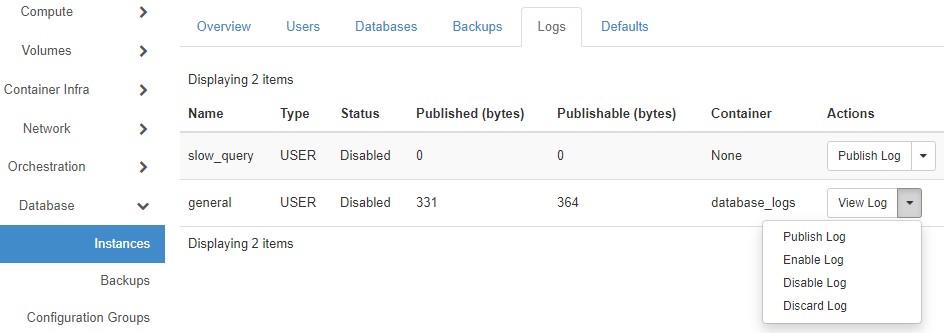 Compute
Volumes
Container Infra
Network
Orchestration
Database
Instances
Backups
Configuration Groups
Overview Users Databases Backups Logs Defaults
Displaying 2 items
Name Type Status Published (bytes) Publishable (bytes) Container Actions
slow_query USER Disabled 0 0 None Publish Log
general USER Disabled 331 364 database_logs View Log
Publish Log
Enable Log
Disable Log
Discard Log
Displaying 2 items